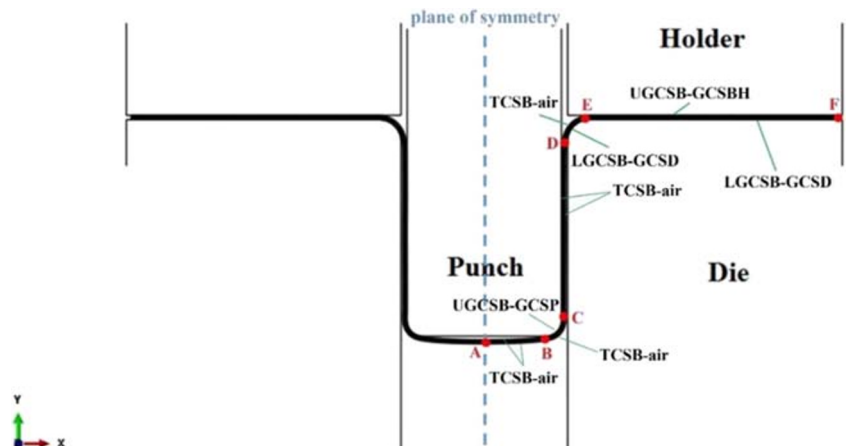 plane of symmetry
Holder
UGCSB-GCSBH
TCSB-air
E
F
D
LGCSB-GCSD
LGCSB-GCSD
TCSB-air
Punch
Die
UGCSB-GCSP
C
A
B
TCSB-air
TCSB-air
Y
X